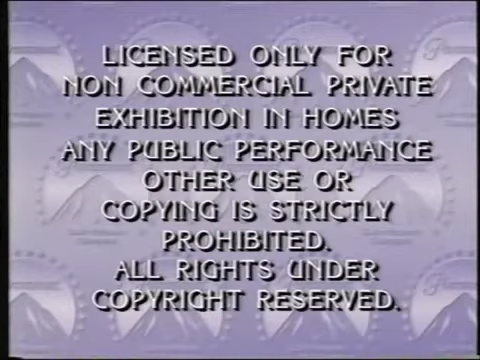 LICENSED ONLY FOR
NON COMMERCIAL PRIVATE
EXHIBITION IN HOMES
ANY PUBLIC PERFORMANCE
OTHER USE OR
COPYING IS STRICTLY
PROHIBITED.
ALL RIGHTS UNDER
COPYRIGHT RESERVED.